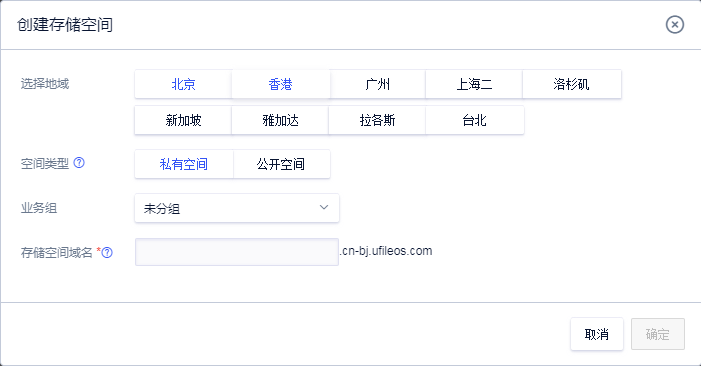 创建存储空间
选择地域 北京 香港 广州 上海二 洛杉矶
新加坡 雅加达 拉各斯 台北
空间类型 私有空间 公开空间
业务组 未分组
存储空间域名 * .cn-bj.ufileos.com
取消 确定